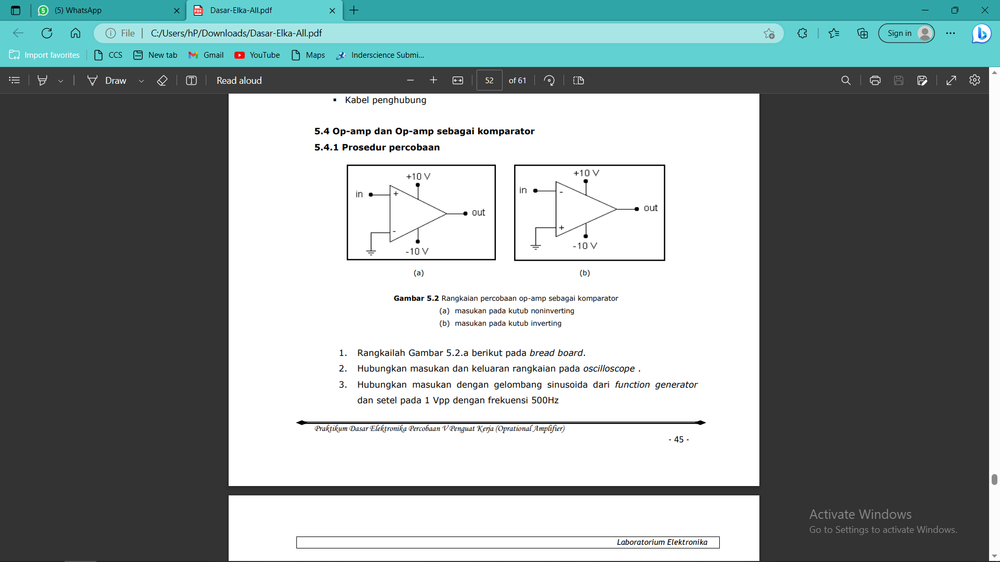 (5) WhatsApp
Dasar-Elka-All.pdf
File C:/Users/hP/Downloads/Dasar-Elka-All.pdf
Sign in
Import favorites CCS New tab Gmail YouTube Maps Inderscience Submi...
Draw Read aloud 52 of 61
▪ Kabel penghubung
5.4 Op-amp dan Op-amp sebagai komparator
5.4.1 Prosedur percobaan
+10 V
in
+
-
out
-10 V
+10 V
in
-
+
out
-10 V
(a) (b)
Gambar 5.2 Rangkaian percobaan op-amp sebagai komparator
(a) masukan pada kutub noninverting
(b) masukan pada kutub inverting
1. Rangkailah Gambar 5.2.a berikut pada bread board.
2. Hubungkan masukan dan keluaran rangkaian pada oscilloscope .
3. Hubungkan masukan dengan gelombang sinusoida dari function generator
dan setel pada 1 Vpp dengan frekuensi 500Hz
Praktikum Dasar Elektronika Percobaan V Penguat Kerja (Oprational Amplifier)
- 45 -
Laboratorium Elektronika
Activate Windows
Go to Settings to activate Windows.